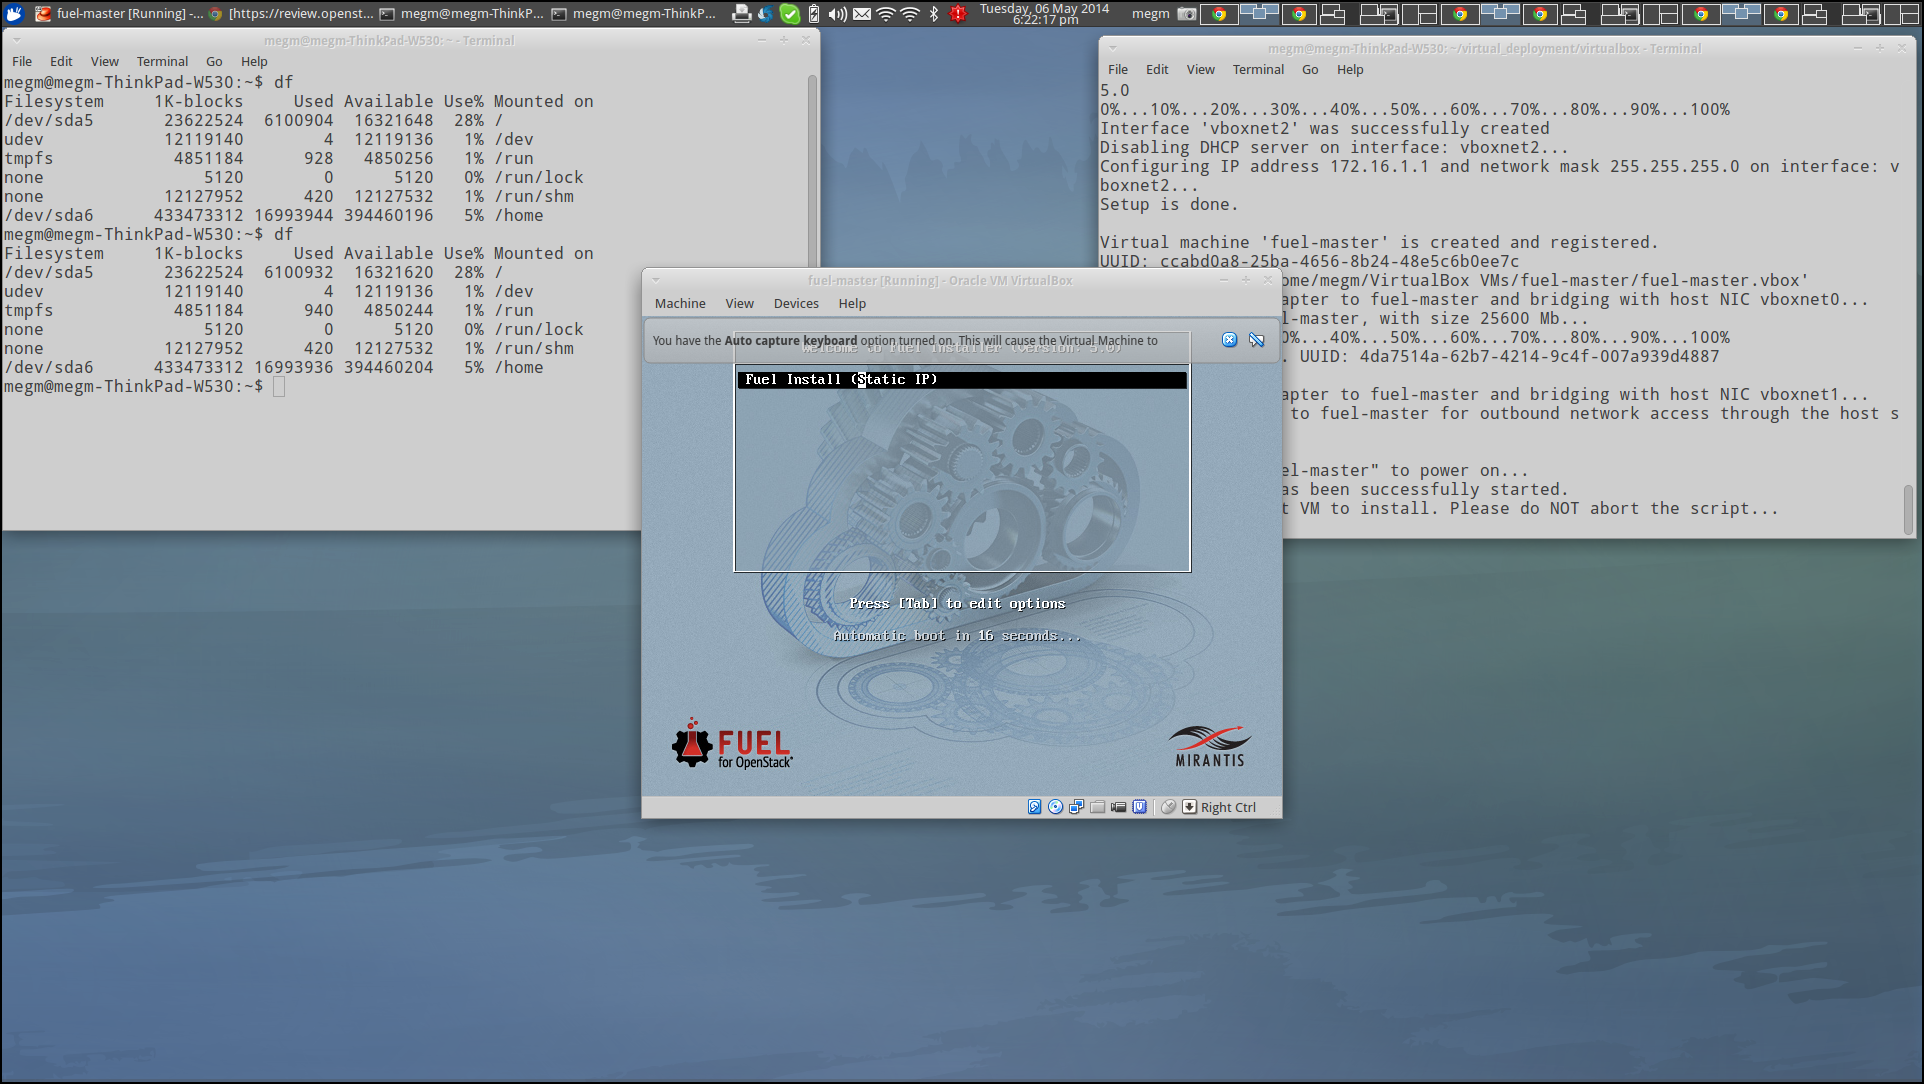 fuel-master [Running] -...
[https://review.openst...
megm@megm-ThinkP...
megm@megm-ThinkP...
Tuesday, 06 May 2014
6:22:17 pm
megm
megm@megm-ThinkPad-W530: ~ - Terminal
File Edit View Terminal Go Help
megm@megm-ThinkPad-W530:~$ df
Filesystem 1K-blocks Used Available Use% Mounted on
/dev/sda5 23622524 6100904 16321648 28% /
udev 12119140 4 12119136 1% /dev
tmpfs 4851184 928 4850256 1% /run
none 5120 0 5120 0% /run/lock
none 12127952 420 12127532 1% /run/shm
/dev/sda6 433473312 16993944 394460196 5% /home
megm@megm-ThinkPad-W530:~$ df
Filesystem 1K-blocks Used Available Use% Mounted on
/dev/sda5 23622524 6100932 16321620 28% /
udev 12119140 4 12119136 1% /dev
tmpfs 4851184 940 4850244 1% /run
none 5120 0 5120 0% /run/lock
none 12127952 420 12127532 1% /run/shm
/dev/sda6 433473312 16993936 394460204 5% /home
megm@megm-ThinkPad-W530:~$
megm@megm-ThinkPad-W530: ~/virtual_deployment/virtualbox - Terminal
File Edit View Terminal Go Help
5.0
0%...10%...20%...30%...40%...50%...60%...70%...80%...90%...100%
Interface 'vboxnet2' was successfully created
Disabling DHCP server on interface: vboxnet2...
Configuring IP address 172.16.1.1 and network mask 255.255.255.0 on interface: v
boxnet2...
Setup is done.
Virtual machine 'fuel-master' is created and registered.
UUID: ccabd0a8-25ba-4656-8b24-48e5c6b0ee7c
ome/megm/VirtualBox VMs/fuel-master/fuel-master.vbox'
apter to fuel-master and bridging with host NIC vboxnet0...
l-master, with size 25600 Mb...
0%...40%...50%...60%...70%...80%...90%...100%
. UUID: 4da7514a-62b7-4214-9c4f-007a939d4887
apter to fuel-master and bridging with host NIC vboxnet1...
to fuel-master for outbound network access through the host s
el-master" to power on...
as been successfully started.
t VM to install. Please do NOT abort the script...
fuel-master [Running] - Oracle VM VirtualBox
Machine View Devices Help
You have the Auto capture keyboard option turned on. This will cause the Virtual Machine to
Welcome to Fuel Installer (version: 5.0)
Fuel Install (Static IP)
Press [Tab] to edit options
Automatic boot in 16 seconds...
FUEL
for OpenStack
MIRANTIS
Right Ctrl